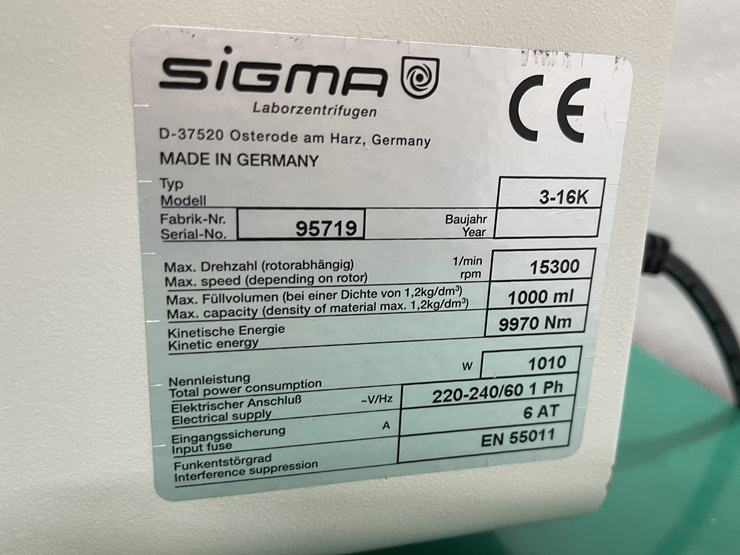 SiGMA
Laborzentrifugen
CE
D-37520 Osterode am Harz, Germany
MADE IN GERMANY
Typ
Modell
3-16K
Fabrik-Nr.
Serial-No.
95719
Baujahr
Year
Max. Drehzahl (rotorabhängig) 1/min
Max. speed (depending on rotor) rpm
15300
Max. Füllvolumen (bei einer Dichte von 1,2kg/dm³)
Max. capacity (density of material max. 1,2kg/dm³)
1000 ml
Kinetische Energie
Kinetic energy
9970 Nm
Nennleistung
Total power consumption
W 1010
Elektrischer Anschluß
Electrical supply
~V/Hz 220-240/60 1 Ph
Eingangssicherung
Input fuse
A 6 AT
Funkentstörgrad
Interference suppression
EN 55011